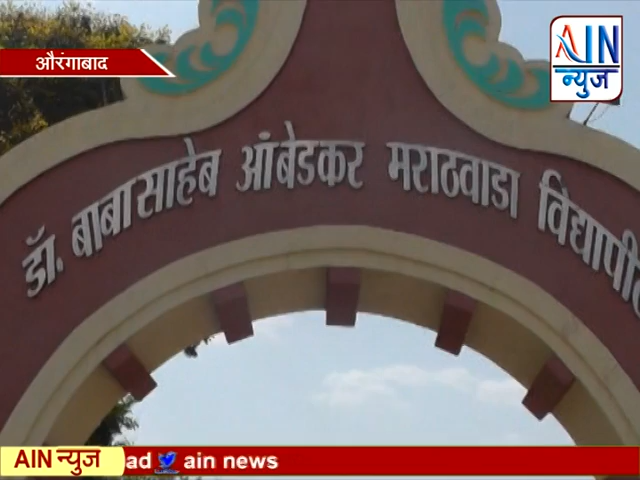 औरंगाबाद
AIN
न्युज
डॉ. बाबासाहेब आंबेडकर मराठवाडा
AIN न्युज ad ain news